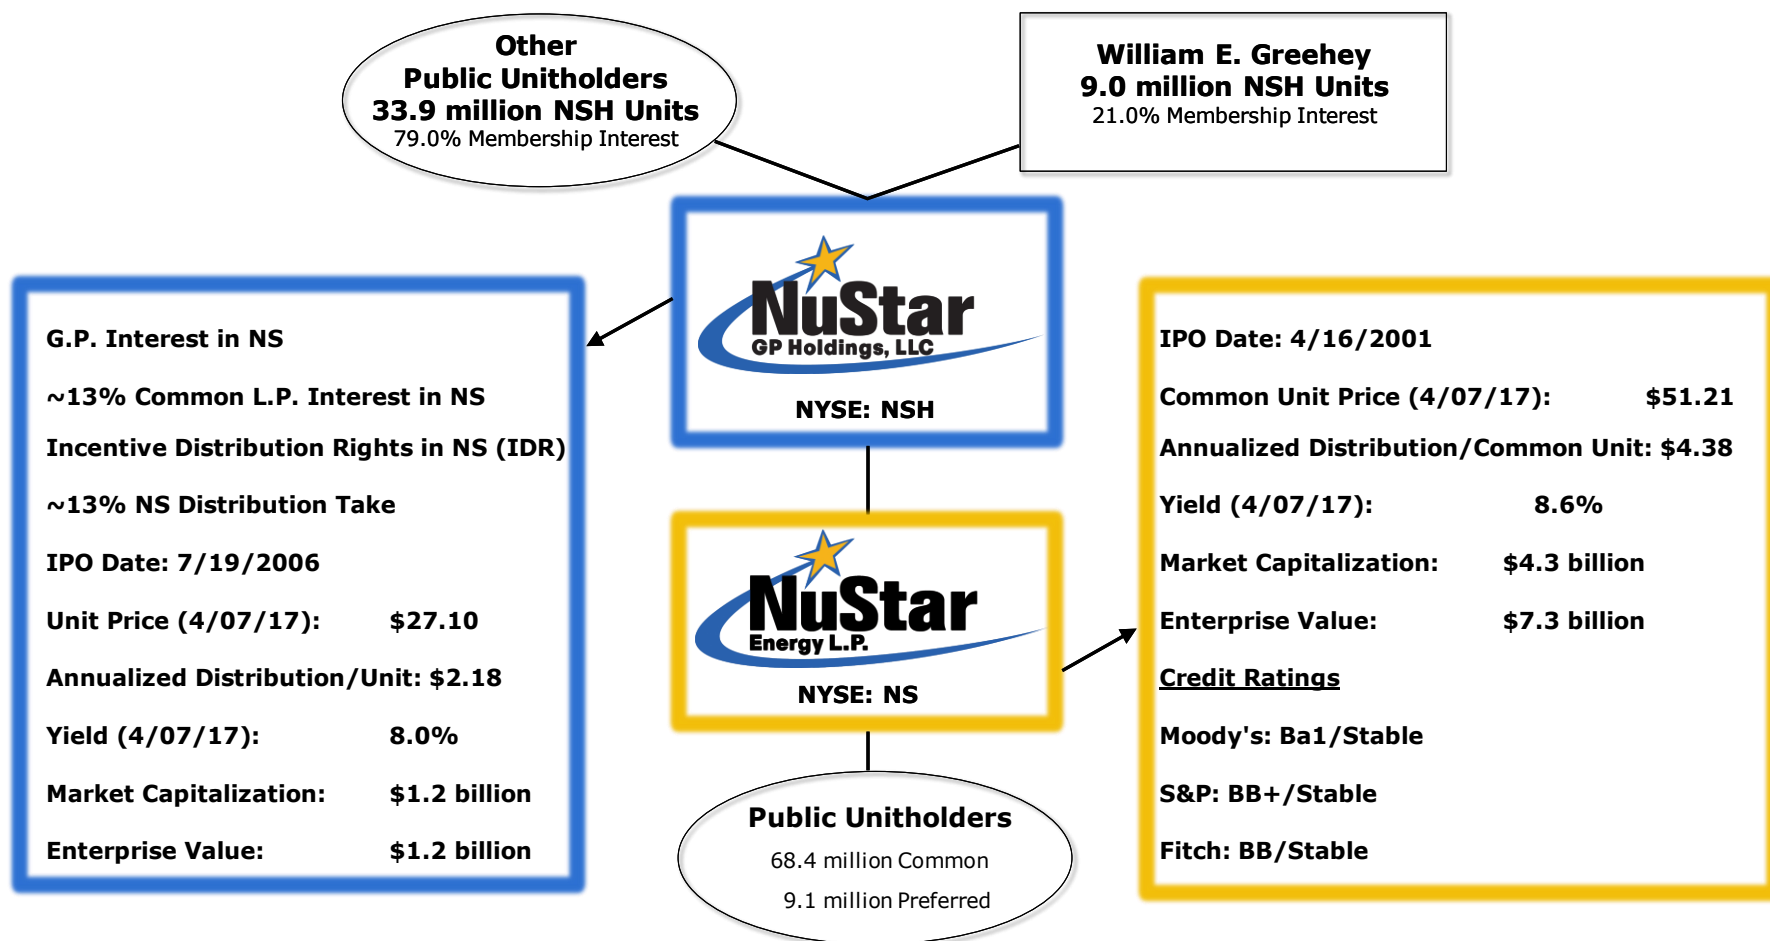 Other
Public Unitholders
33.9 million NSH Units
79.0% Membership Interest
William E. Greehey
9.0 million NSH Units
21.0% Membership Interest
NuStar
GP Holdings, LLC
NYSE: NSH
G.P. Interest in NS
~13% Common L.P. Interest in NS
Incentive Distribution Rights in NS (IDR)
~13% NS Distribution Take
IPO Date: 7/19/2006
Unit Price (4/07/17): $27.10
Annualized Distribution/Unit: $2.18
Yield (4/07/17): 8.0%
Market Capitalization: $1.2 billion
Enterprise Value: $1.2 billion
NuStar
Energy L.P.
NYSE: NS
IPO Date: 4/16/2001
Common Unit Price (4/07/17): $51.21
Annualized Distribution/Common Unit: $4.38
Yield (4/07/17): 8.6%
Market Capitalization: $4.3 billion
Enterprise Value: $7.3 billion
Credit Ratings
Moody's: Ba1/Stable
S&P: BB+/Stable
Fitch: BB/Stable
Public Unitholders
68.4 million Common
9.1 million Preferred